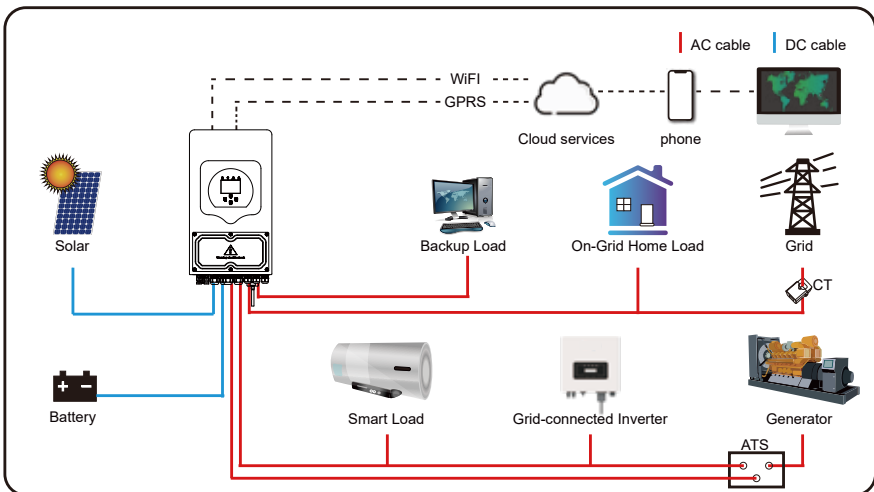 AC cable
DC cable
WiFI
GPRS
Cloud services
phone
Solar
Backup Load
On-Grid Home Load
Grid
CT
Battery
Smart Load
Grid-connected Inverter
Generator
ATS